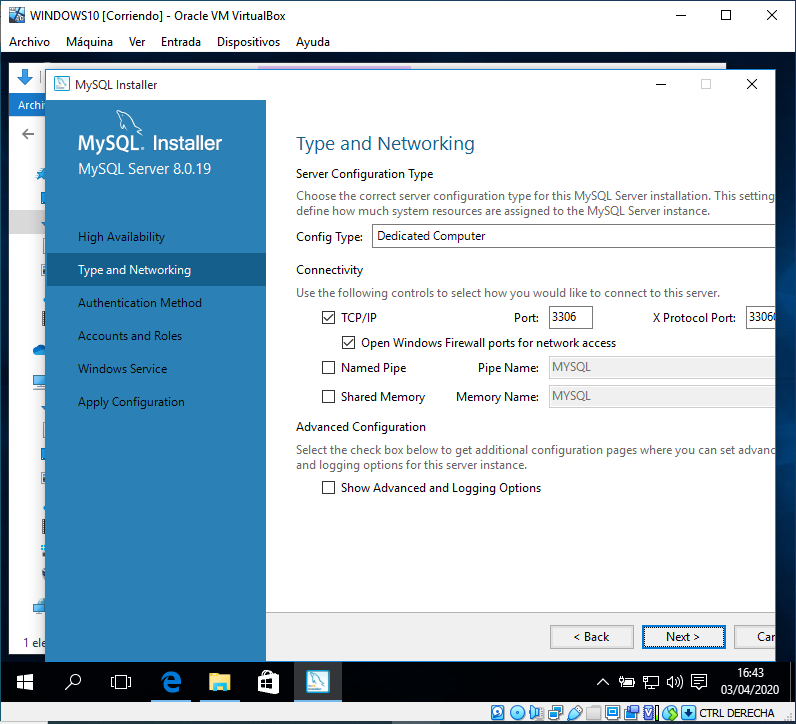 WINDOWS10 [Corriendo] - Oracle VM VirtualBox
Archivo Máquina Ver Entrada Dispositivos Ayuda
MySQL Installer
MySQL. Installer
MySQL Server 8.0.19
High Availability
Type and Networking
Authentication Method
Accounts and Roles
Windows Service
Apply Configuration
Type and Networking
Server Configuration Type
Choose the correct server configuration type for this MySQL Server installation. This setting
define how much system resources are assigned to the MySQL Server instance.
Config Type: Dedicated Computer
Connectivity
Use the following controls to select how you would like to connect to this server.
TCP/IP Port: 3306 X Protocol Port: 3306
Open Windows Firewall ports for network access
Named Pipe Pipe Name: MYSQL
Shared Memory Memory Name: MYSQL
Advanced Configuration
Select the check box below to get additional configuration pages where you can set advanc
and logging options for this server instance.
Show Advanced and Logging Options
< Back Next > Can
Archi
1 ele
16:43
03/04/2020
CTRL DERECHA